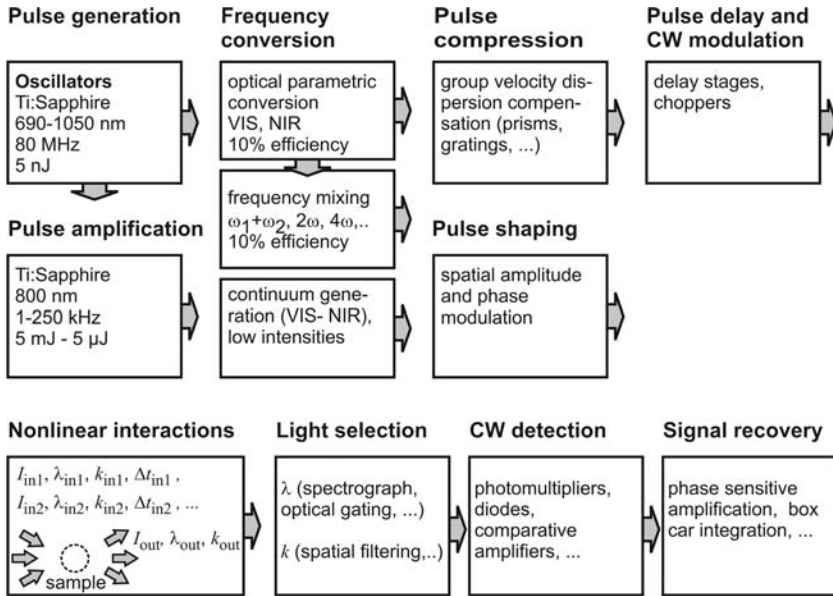 Pulse generation
Oscillators
Ti:Sapphire
690-1050 nm
80 MHz
5 nJ
Pulse amplification
Ti:Sapphire
800 nm
1-250 kHz
5 mJ - 5 µJ
Frequency
conversion
optical parametric
conversion
VIS, NIR
10% efficiency
frequency mixing
ω1+ω2, 2ω, 4ω,..
10% efficiency
continuum gene-
ration (VIS- NIR),
low intensities
Pulse
compression
group velocity dis-
persion compen-
sation (prisms,
gratings, ...)
Pulse shaping
spatial amplitude
and phase
modulation
Pulse delay and
CW modulation
delay stages,
choppers
Nonlinear interactions
Iin1, λin1, kin1, Δtin1 ,
Iin2, λin2, kin2, Δtin2 , ...
Iout, λout, kout
sample
Light selection
λ (spectrograph,
optical gating, ...)
k (spatial filtering,..)
CW detection
photomultipliers,
diodes,
comparative
amplifiers, ...
Signal recovery
phase sensitive
amplification, box
car integration, ...